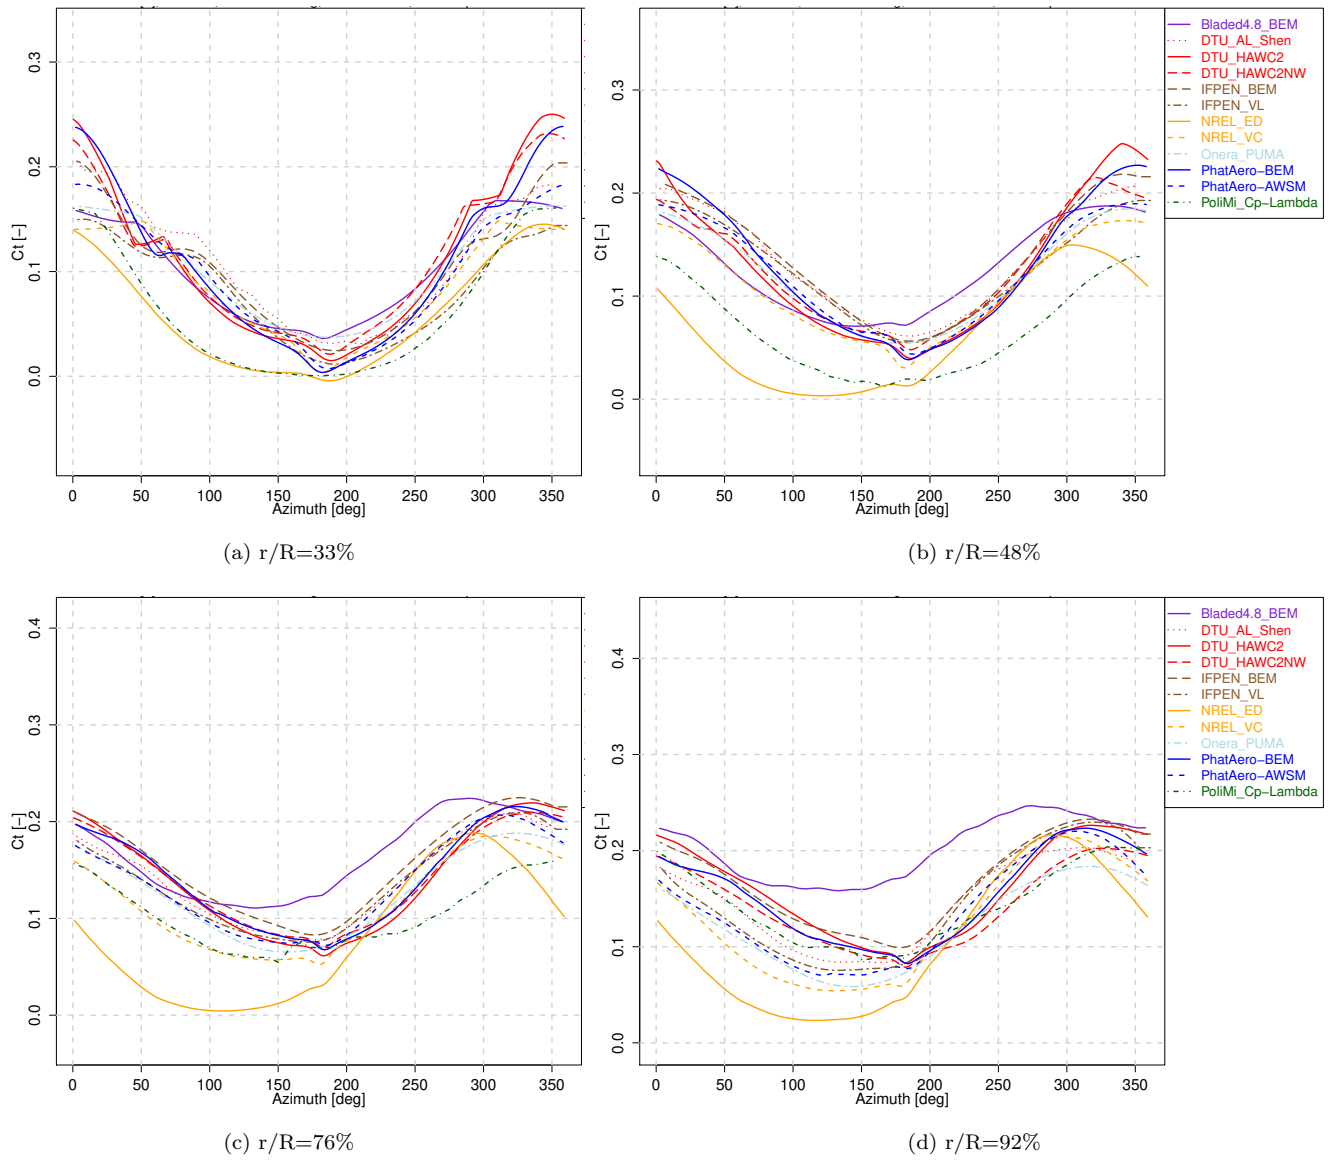 0.0 0.1 0.2 0.3
Ct [-]
0 50 100 150 200 250 300 350
Azimuth [deg]
(a) r/R=33%
0.0 0.1 0.2 0.3
Ct [-]
0 50 100 150 200 250 300 350
Azimuth [deg]
Bladed4.8_BEM
DTU_AL_Shen
DTU_HAWC2
DTU_HAWC2NW
IFPEN_BEM
IFPEN_VL
NREL_ED
NREL_VC
Onera_PUMA
PhatAero-BEM
PhatAero-AWSM
PoliMi_Cp-Lambda
(b) r/R=48%
0.0 0.1 0.2 0.3 0.4
Ct [-]
0 50 100 150 200 250 300 350
Azimuth [deg]
(c) r/R=76%
0.0 0.1 0.2 0.3 0.4
Ct [-]
0 50 100 150 200 250 300 350
Azimuth [deg]
Bladed4.8_BEM
DTU_AL_Shen
DTU_HAWC2
DTU_HAWC2NW
IFPEN_BEM
IFPEN_VL
NREL_ED
NREL_VC
Onera_PUMA
PhatAero-BEM
PhatAero-AWSM
PoliMi_Cp-Lambda
(d) r/R=92%